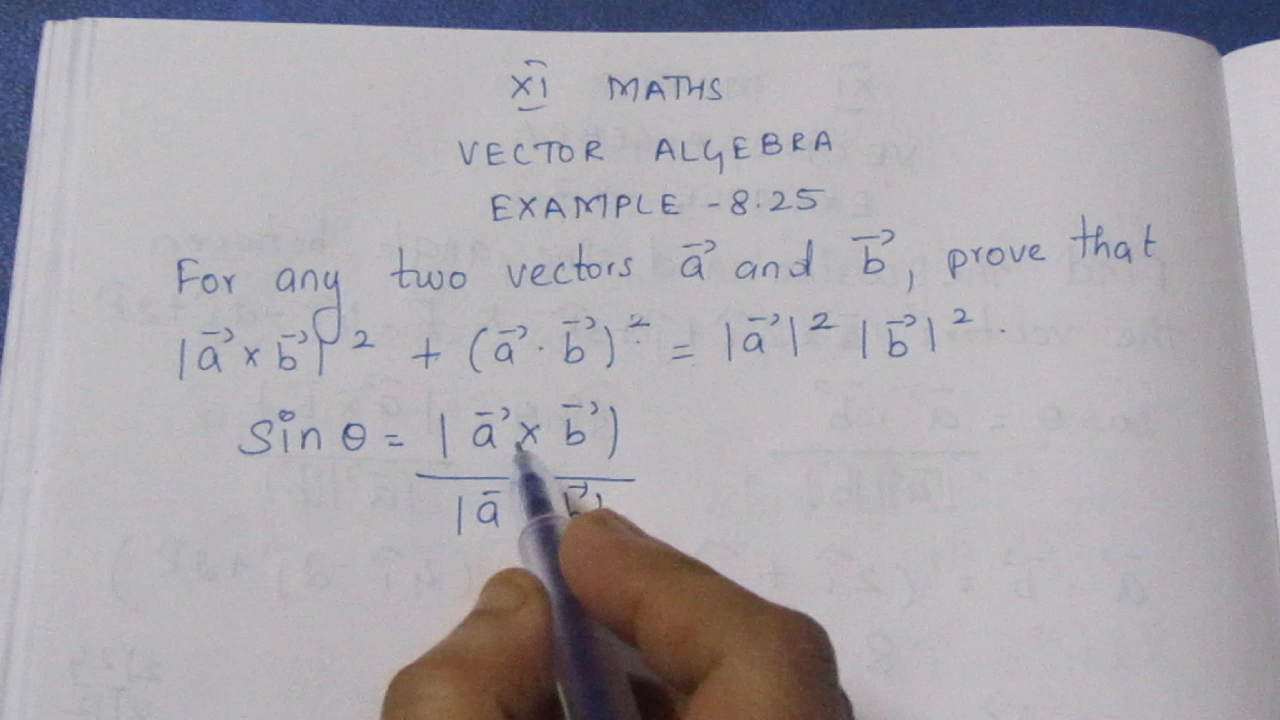 XI MATHS
VECTOR ALGEBRA
EXAMPLE - 8.25
For any two vectors a⃗ and b⃗, prove that
|a⃗ × b⃗|² + (a⃗ · b⃗)² = |a⃗|² |b⃗|².
Sin θ = |a⃗ × b⃗|
|a⃗ b⃗|